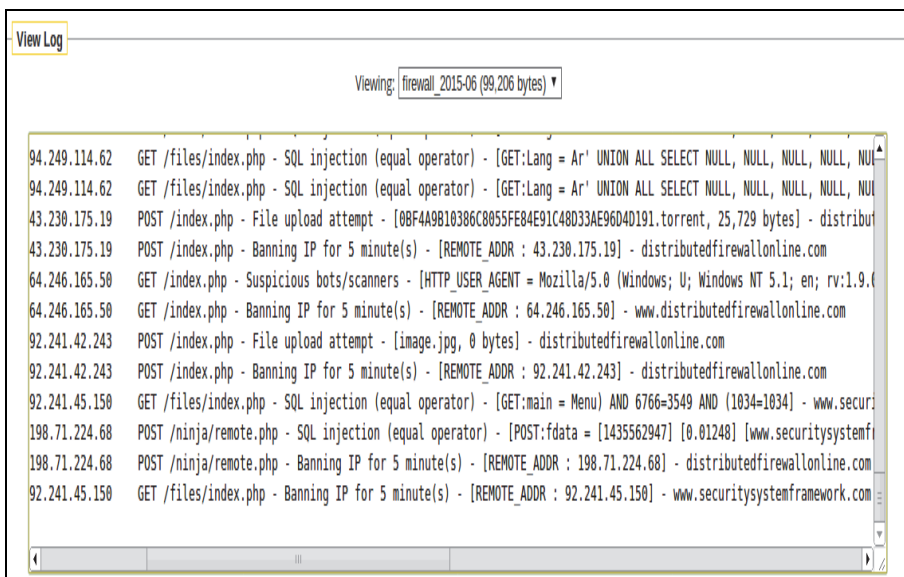 View Log
Viewing: firewall_2015-06 (99,206 bytes)
94.249.114.62 GET /files/index.php - SQL injection (equal operator) - [GET:Lang = Ar' UNION ALL SELECT NULL, NULL, NULL, NULL, NUL
94.249.114.62 GET /files/index.php - SQL injection (equal operator) - [GET:Lang = Ar' UNION ALL SELECT NULL, NULL, NULL, NULL, NUL
43.230.175.19 POST /index.php - File upload attempt - [0BF4A9B10386C8055FE84E91C48D33AE96D4D191.torrent, 25,729 bytes] - distribut
43.230.175.19 POST /index.php - Banning IP for 5 minute(s) - [REMOTE_ADDR : 43.230.175.19] - distributedfirewallonline.com
64.246.165.50 GET /index.php - Suspicious bots/scanners - [HTTP_USER_AGENT = Mozilla/5.0 (Windows; U; Windows NT 5.1; en; rv:1.9.0
64.246.165.50 GET /index.php - Banning IP for 5 minute(s) - [REMOTE_ADDR : 64.246.165.50] - www.distributedfirewallonline.com
92.241.42.243 POST /index.php - File upload attempt - [image.jpg, 0 bytes] - distributedfirewallonline.com
92.241.42.243 POST /index.php - Banning IP for 5 minute(s) - [REMOTE_ADDR : 92.241.42.243] - distributedfirewallonline.com
92.241.45.150 GET /files/index.php - SQL injection (equal operator) - [GET:main = Menu) AND 6766=3549 AND (1034=1034] - www.securi
198.71.224.68 POST /ninja/remote.php - SQL injection (equal operator) - [POST:fdata = [1435562947] [0.01248] [www.securitysystemfr
198.71.224.68 POST /ninja/remote.php - Banning IP for 5 minute(s) - [REMOTE_ADDR : 198.71.224.68] - distributedfirewallonline.com
92.241.45.150 GET /files/index.php - Banning IP for 5 minute(s) - [REMOTE_ADDR : 92.241.45.150] - www.securitysystemframework.com